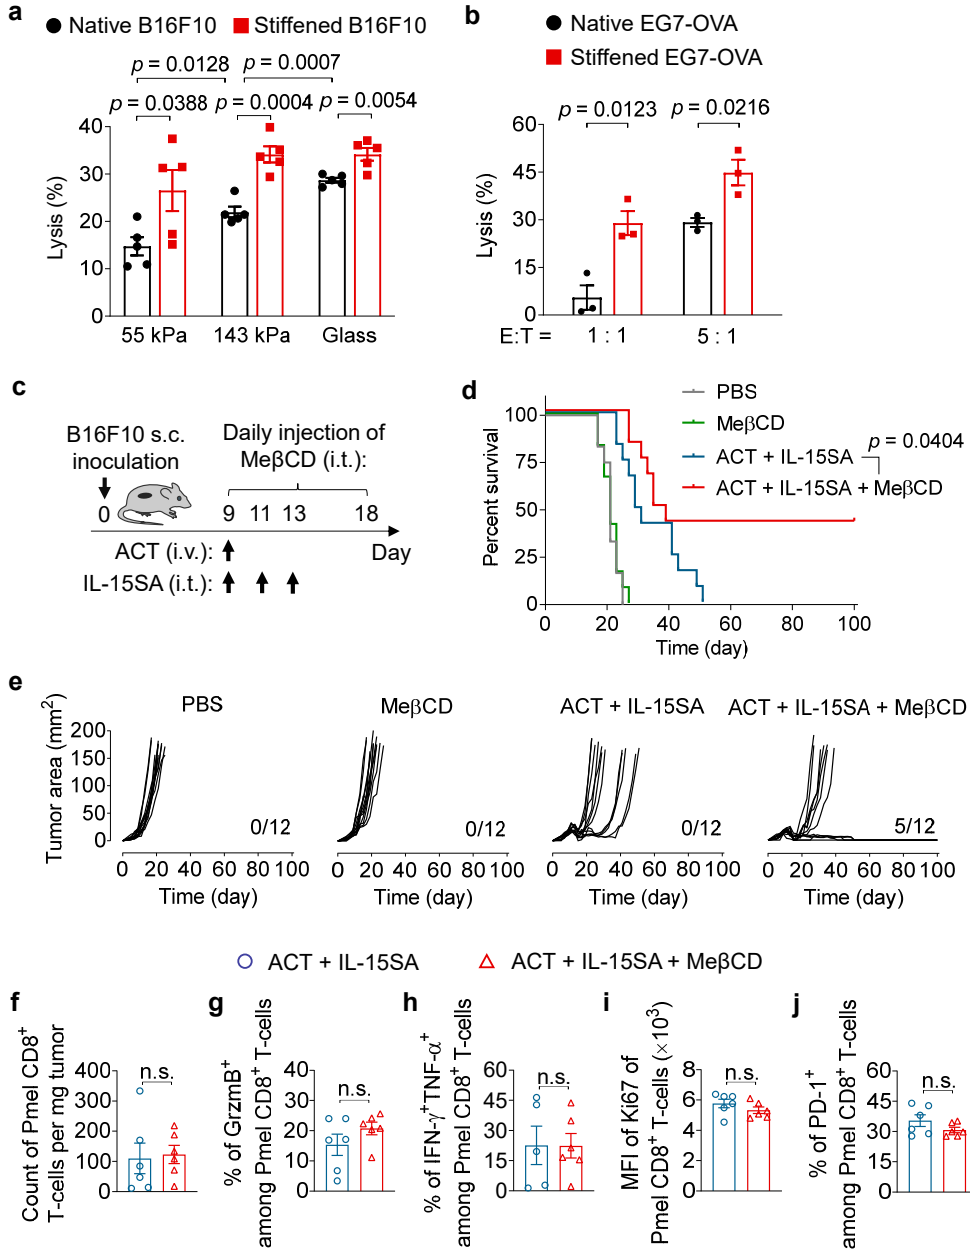 a
Native B16F10 Stiffened B16F10
p = 0.0128 p = 0.0007
p = 0.0388 p = 0.0004 p = 0.0054
Lysis (%)
40
30
20
10
0
55 kPa 143 kPa Glass
b
Native EG7-OVA
Stiffened EG7-OVA
p = 0.0123 p = 0.0216
Lysis (%)
60
45
30
15
0
E:T = 1 : 1 5 : 1
c
B16F10 s.c.
inoculation
Daily injection of
MeβCD (i.t.):
0 9 11 13 18
ACT (i.v.):
Day
IL-15SA (i.t.):
d
PBS
MeβCD
ACT + IL-15SA
ACT + IL-15SA + MeβCD
p = 0.0404
Percent survival
100
75
50
25
0
0 20 40 60 80 100
Time (day)
e
PBS MeβCD ACT + IL-15SA ACT + IL-15SA + MeβCD
Tumor area (mm²)
200
150
100
50
0
0/12 0/12 0/12 5/12
0 20 40 60 80 100 0 20 40 60 80 100 0 20 40 60 80 100 0 20 40 60 80 100
Time (day) Time (day) Time (day) Time (day)
ACT + IL-15SA ACT + IL-15SA + MeβCD
f
Count of Pmel CD8⁺
T-cells per mg tumor
400
300
200
100
0
n.s.
g
% of GrzmB⁺
among Pmel CD8⁺ T-cells
40
30
20
10
0
n.s.
h
% of IFN-γ⁺TNF-α⁺
among Pmel CD8⁺ T-cells
60
45
30
15
0
n.s.
i
MFI of Ki67 of
Pmel CD8⁺ T-cells (×10³)
8
6
4
2
0
n.s.
j
% of PD-1⁺
among Pmel CD8⁺ T-cells
60
45
30
15
0
n.s.